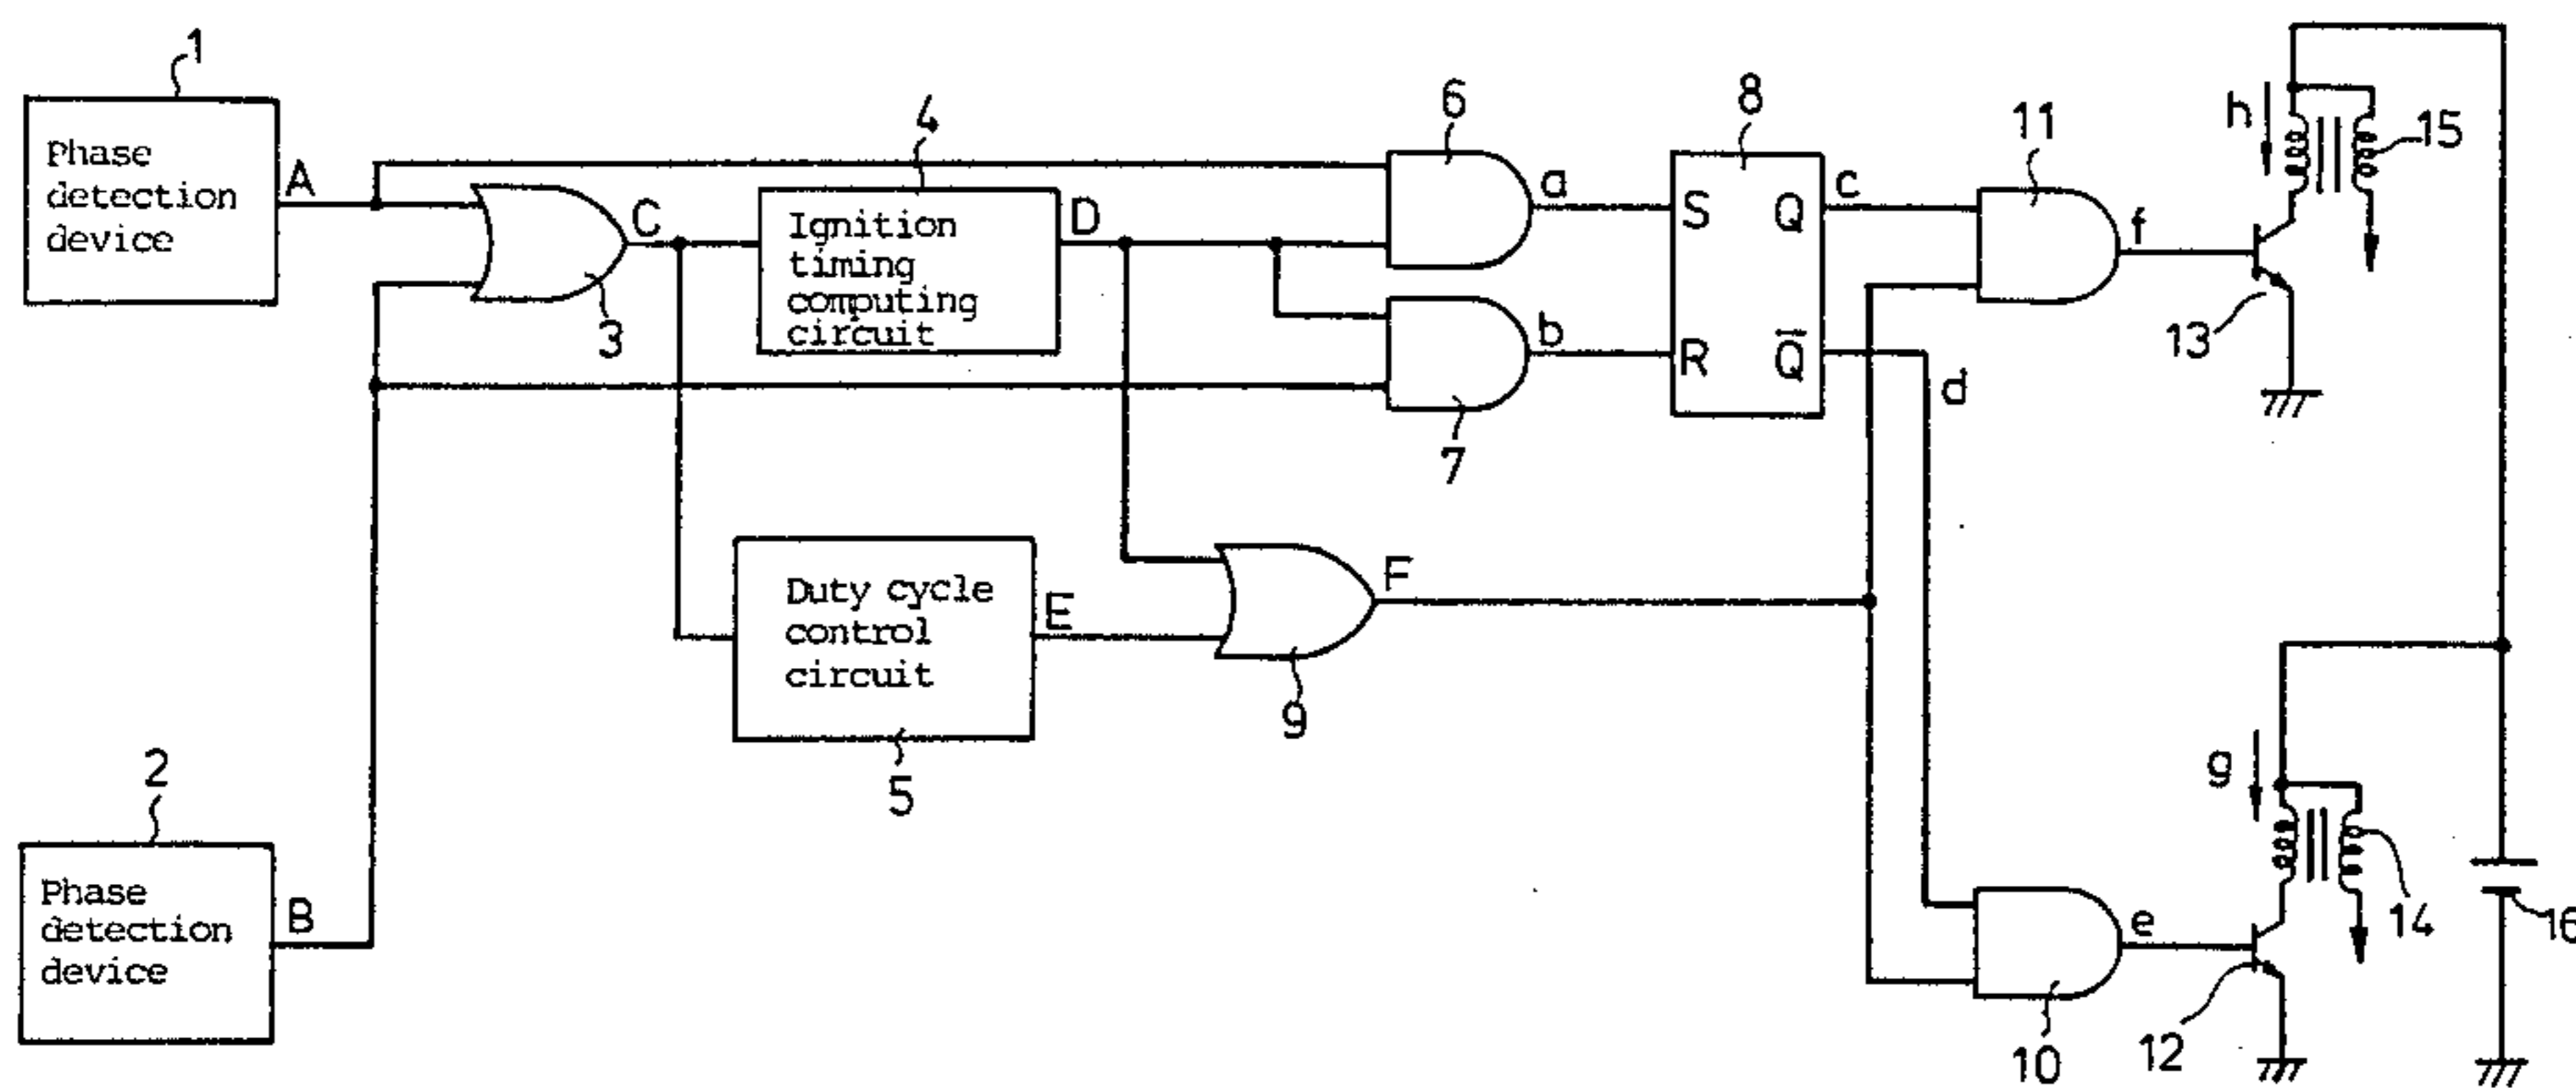 1
Phase
detection
device
A
3
C
4
Ignition
timing
computing
circuit
D
6
a
7
b
8
S
Q
R
Q̅
c
d
11
f
13
h
15
2
Phase
detection
device
B
5
Duty cycle
control
circuit
E
9
F
10
e
12
g
14
16